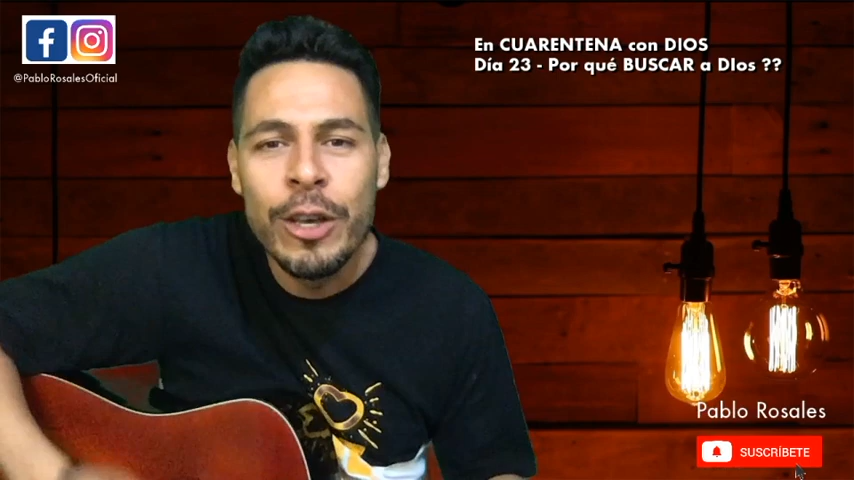 @PabloRosalesOficial
En CUARENTENA con DIOS
Día 23 - Por qué BUSCAR a DIos ??
Pablo Rosales
SUSCRÍBETE